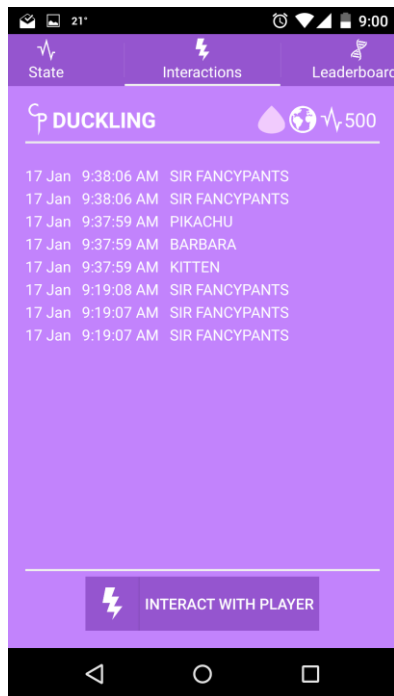 21°
9:00
State
Interactions
Leaderboard
DUCKLING
500
17 Jan 9:38:06 AM SIR FANCYPANTS
17 Jan 9:38:06 AM SIR FANCYPANTS
17 Jan 9:37:59 AM PIKACHU
17 Jan 9:37:59 AM BARBARA
17 Jan 9:37:59 AM KITTEN
17 Jan 9:19:08 AM SIR FANCYPANTS
17 Jan 9:19:07 AM SIR FANCYPANTS
17 Jan 9:19:07 AM SIR FANCYPANTS
INTERACT WITH PLAYER